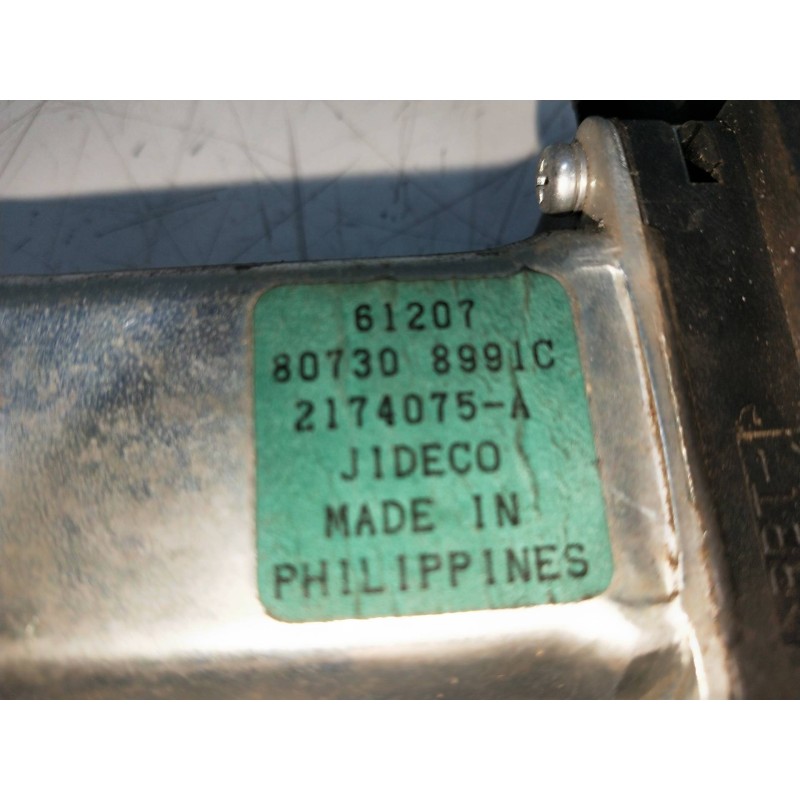 61207
80730 8991C
2174075-A
JIDECO
MADE IN
PHILIPPINES